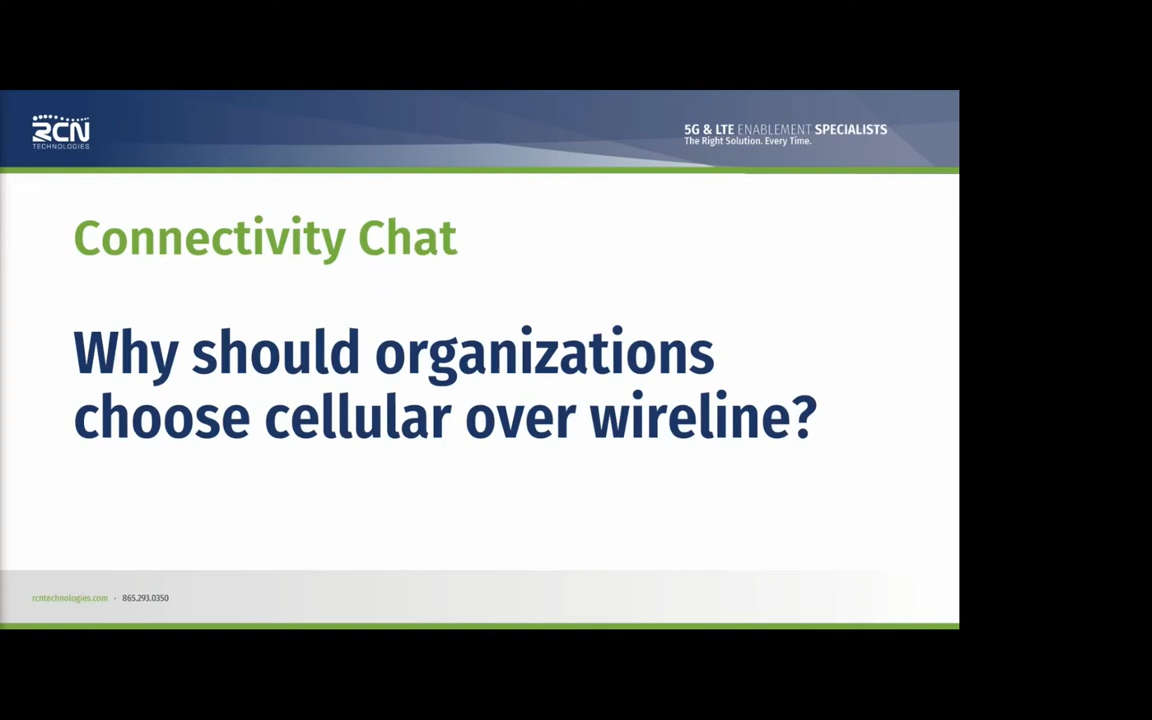 RCN
TECHNOLOGIES
5G & LTE ENABLEMENT SPECIALISTS
The Right Solution. Every Time.
Connectivity Chat
Why should organizations
choose cellular over wireline?
rcntechnologies.com · 865.293.0350